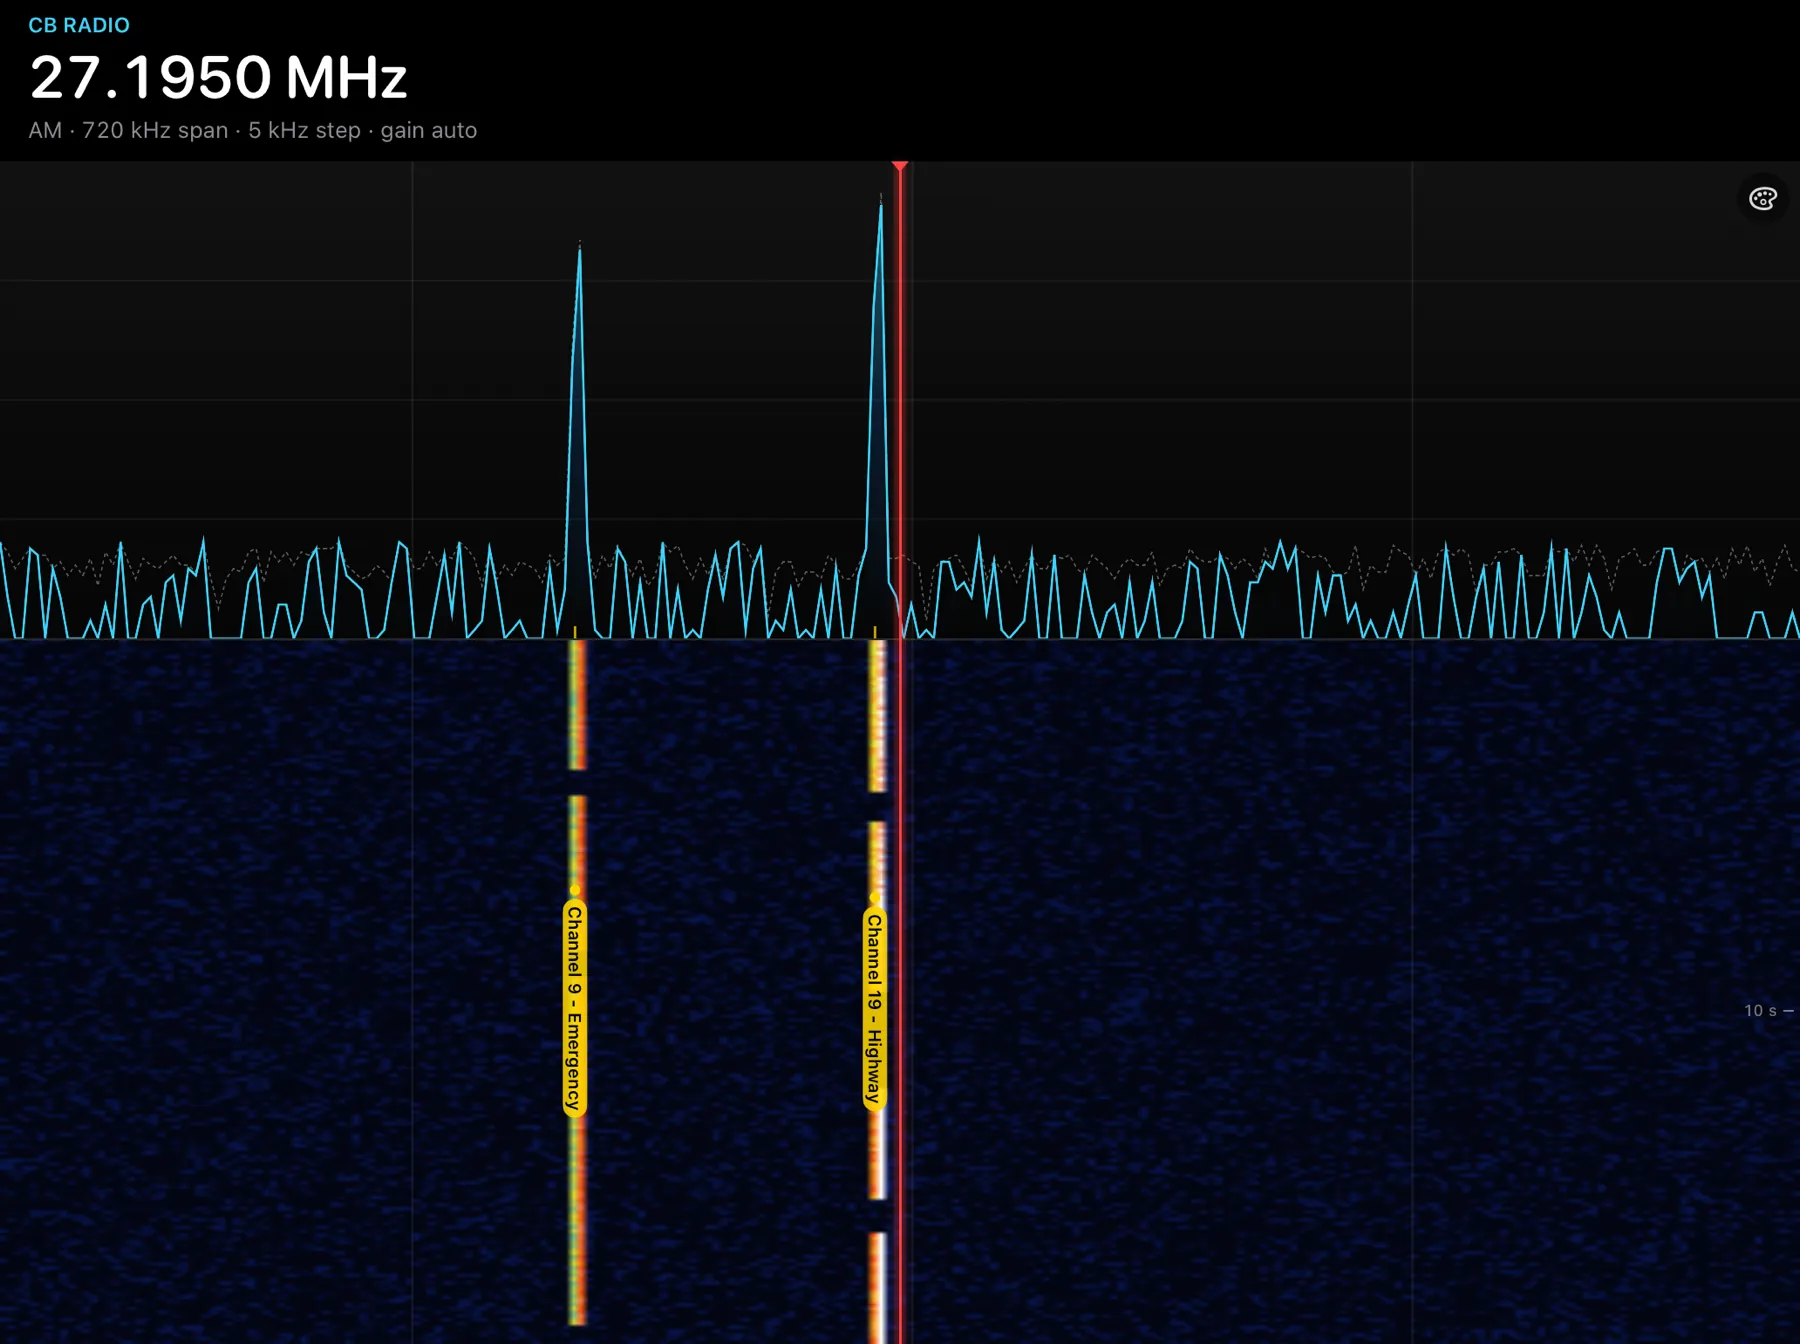 CB RADIO
27.1950 MHz
AM · 720 kHz span · 5 kHz step · gain auto
Channel 9 - Emergency
Channel 19 - Highway
10 s